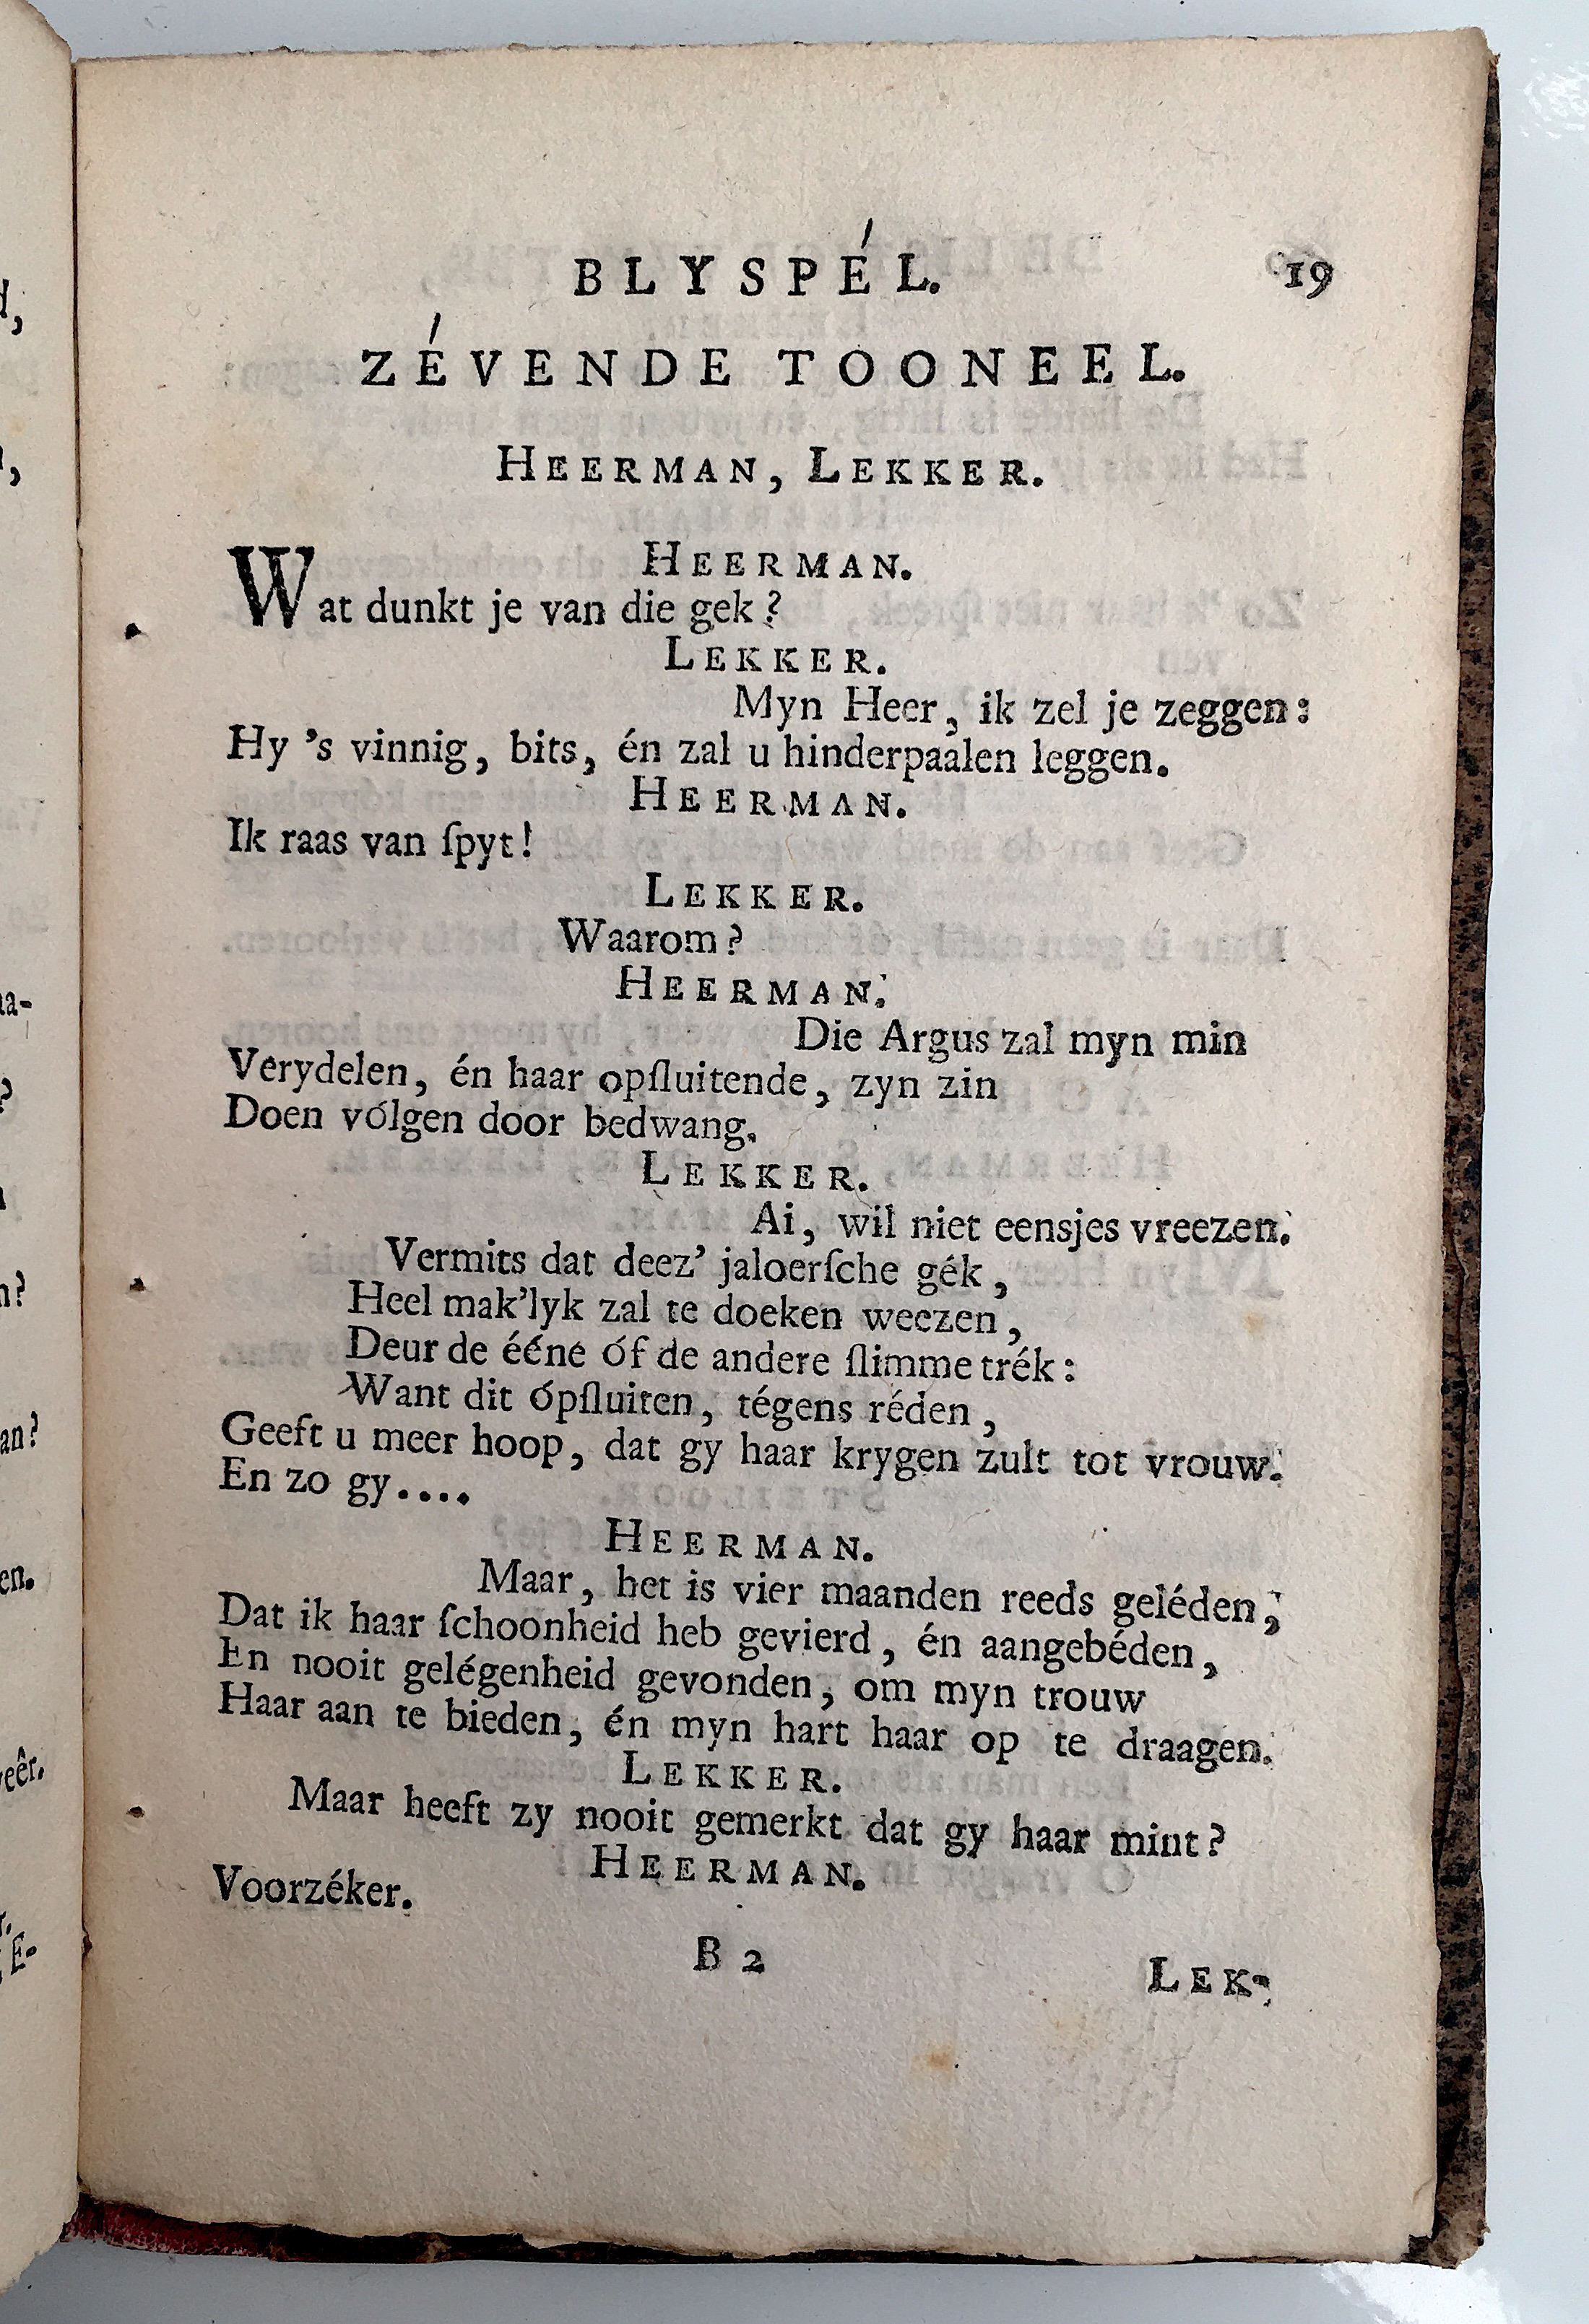 BLYSPÉL. 19
ZÉVENDE TOONEEL.
HEERMAN, LEKKER.
HEERMAN.
Wat dunkt je van die gek?
LEKKER.
Myn Heer, ik zel je zeggen:
Hy 's vinnig, bits, én zal u hinderpaalen leggen.
HEERMAN.
Ik raas van ſpyt!
LEKKER.
Waarom?
HEERMAN.
Die Argus zal myn min
Verydelen, én haar opſluitende, zyn zin
Doen vólgen door bedwang.
LEKKER.
Ai, wil niet eensjes vreezen.
Vermits dat deez' jaloerſche gék,
Heel mak'lyk zal te doeken weezen,
Deur de ééne óf de andere ſlimme trék:
Want dit ópſluiten, tégens réden,
Geeft u meer hoop, dat gy haar krygen zult tot vrouw.
En zo gy....
HEERMAN.
Maar, het is vier maanden reeds geléden,
Dat ik haar ſchoonheid heb gevierd, én aangebéden,
En nooit gelégenheid gevonden, om myn trouw
Haar aan te bieden, én myn hart haar op te draagen.
LEKKER.
Maar heeft zy nooit gemerkt dat gy haar mint?
HEERMAN.
Voorzéker.
B 2
LEK-